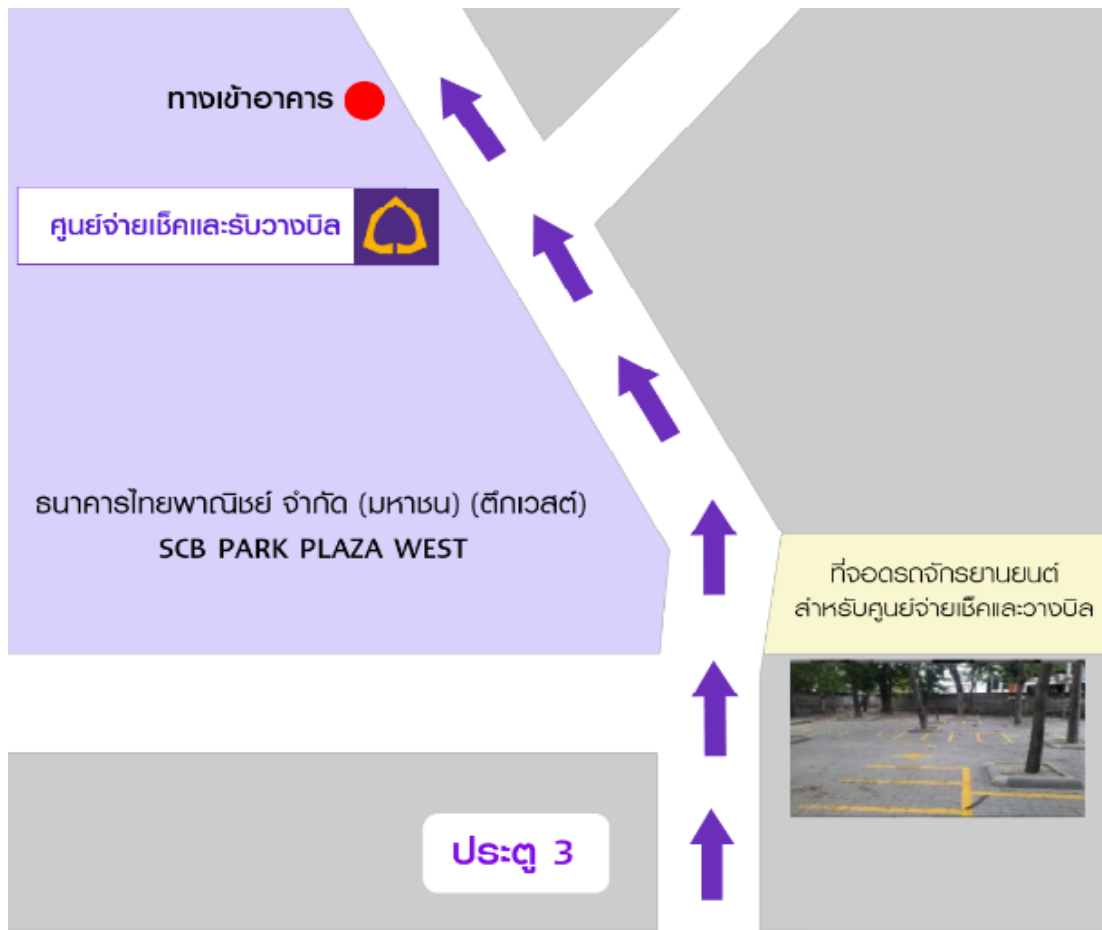 ทางเข้าอาคาร
ศูนย์จ่ายเช็คและรับวางบิล
ธนาคารไทยพาณิชย์ จำกัด (มหาชน) (ตึกเวสต์)
SCB PARK PLAZA WEST
ที่จอดรถจักรยานยนต์
สำหรับศูนย์จ่ายเช็คและวางบิล
ประตู 3